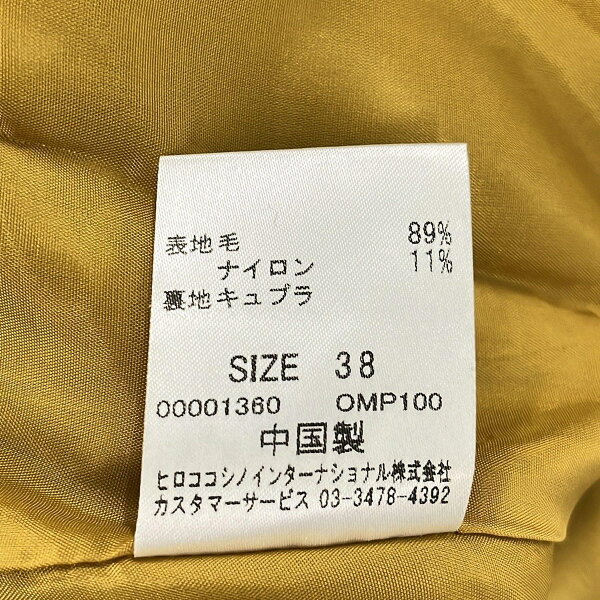 表地毛 89%
ナイロン 11%
裏地キュプラ
SIZE 38
00001360 OMP100
中国製
ヒロココシノインターナショナル株式会社
カスタマーサービス 03-3478-4392